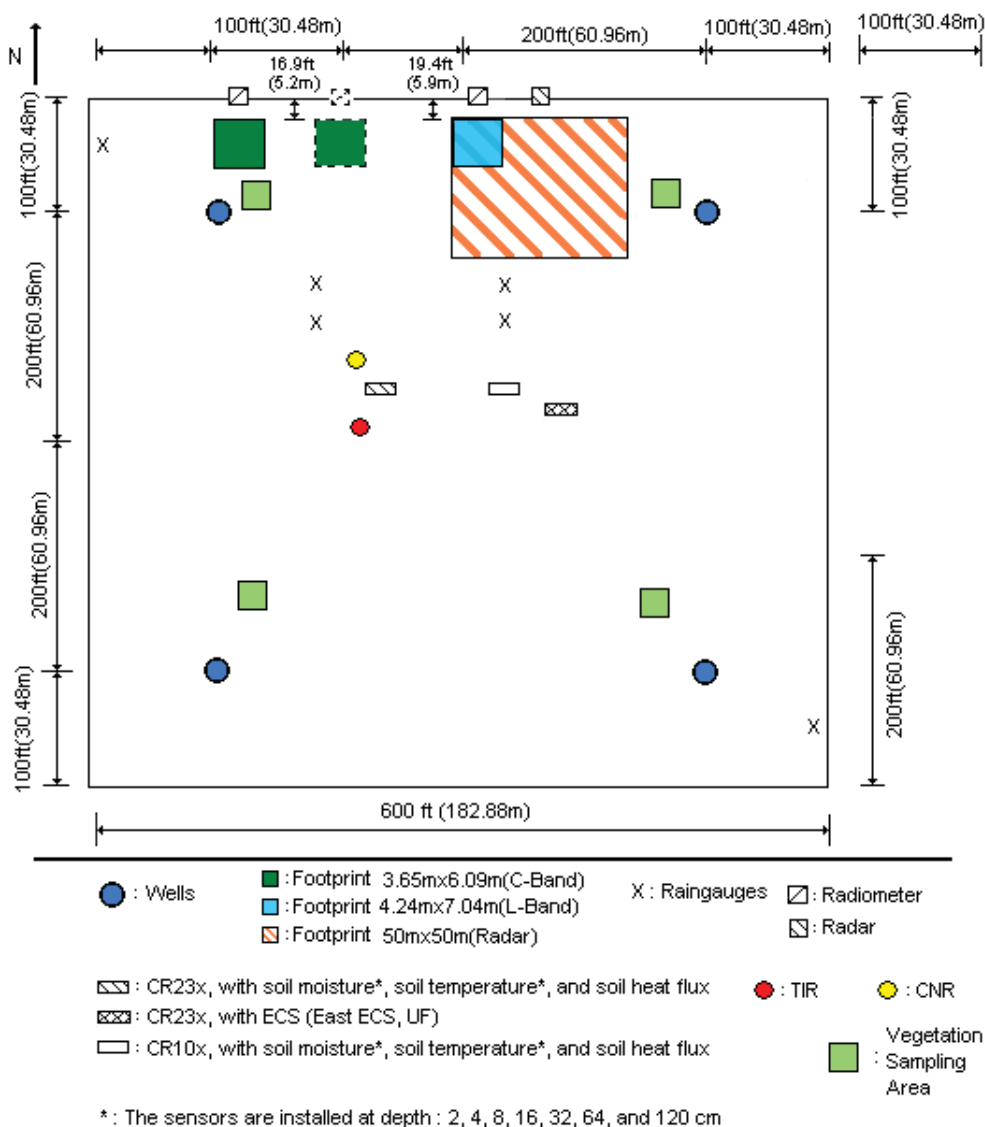 100ft(30.48m)
200ft(60.96m)
100ft(30.48m)
100ft(30.48m)
N
16.9ft
(5.2m)
19.4ft
(5.9m)
100ft(30.48m)
100ft(30.48m)
X
X
X
X
X
200ft(60.96m)
200ft(60.96m)
200ft(60.96m)
100ft(30.48m)
X
600 ft (182.88m)
: Wells
: Footprint 3.65mx6.09m(C-Band)
: Footprint 4.24mx7.04m(L-Band)
: Footprint 50mx50m(Radar)
X : Raingauges
: Radiometer
: Radar
: CR23x, with soil moisture*, soil temperature*, and soil heat flux
: CR23x, with ECS (East ECS, UF)
: CR10x, with soil moisture*, soil temperature*, and soil heat flux
: TIR
: CNR
Vegetation
: Sampling
Area
* : The sensors are installed at depth : 2, 4, 8, 16, 32, 64, and 120 cm